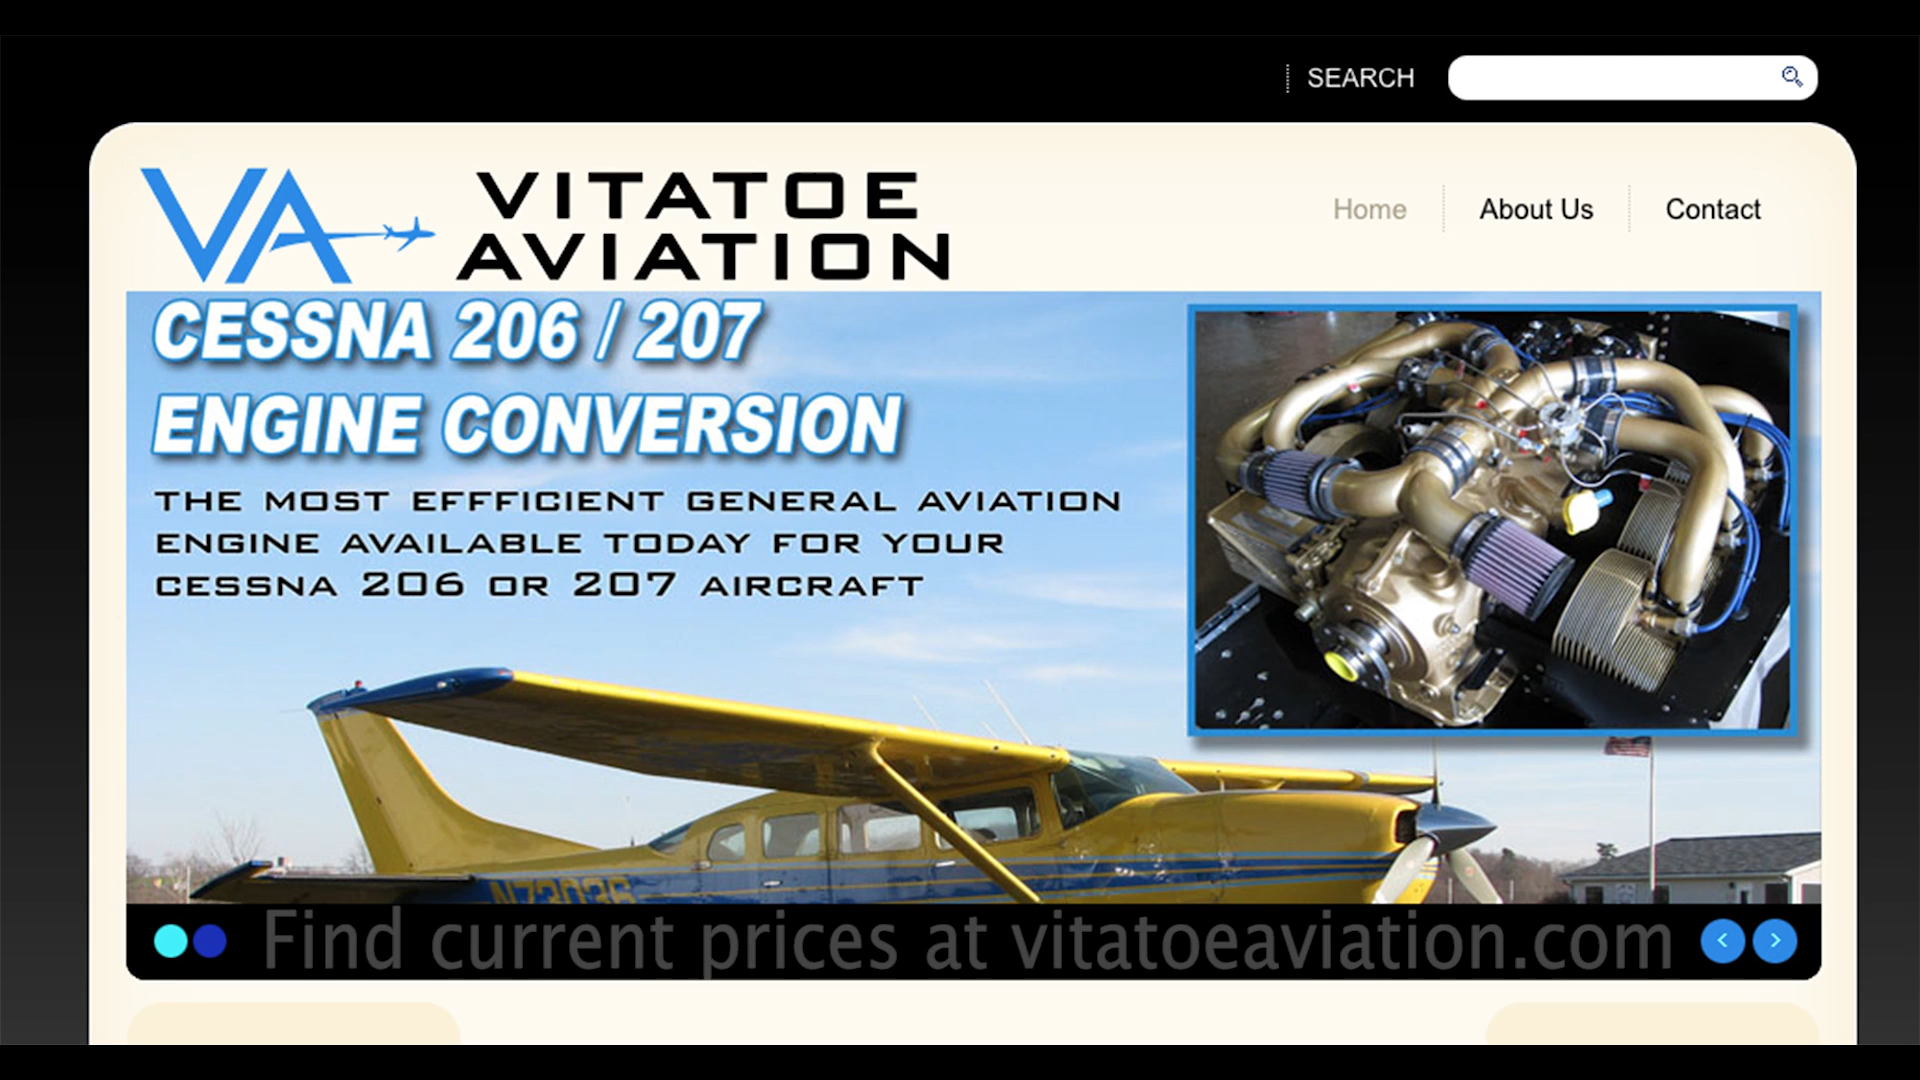 SEARCH
VA
VITATOE
AVIATION
Home
About Us
Contact
CESSNA 206 / 207
ENGINE CONVERSION
THE MOST EFFFICIENT GENERAL AVIATION
ENGINE AVAILABLE TODAY FOR YOUR
CESSNA 206 OR 207 AIRCRAFT
N73036
Find current prices at vitatoeaviation.com